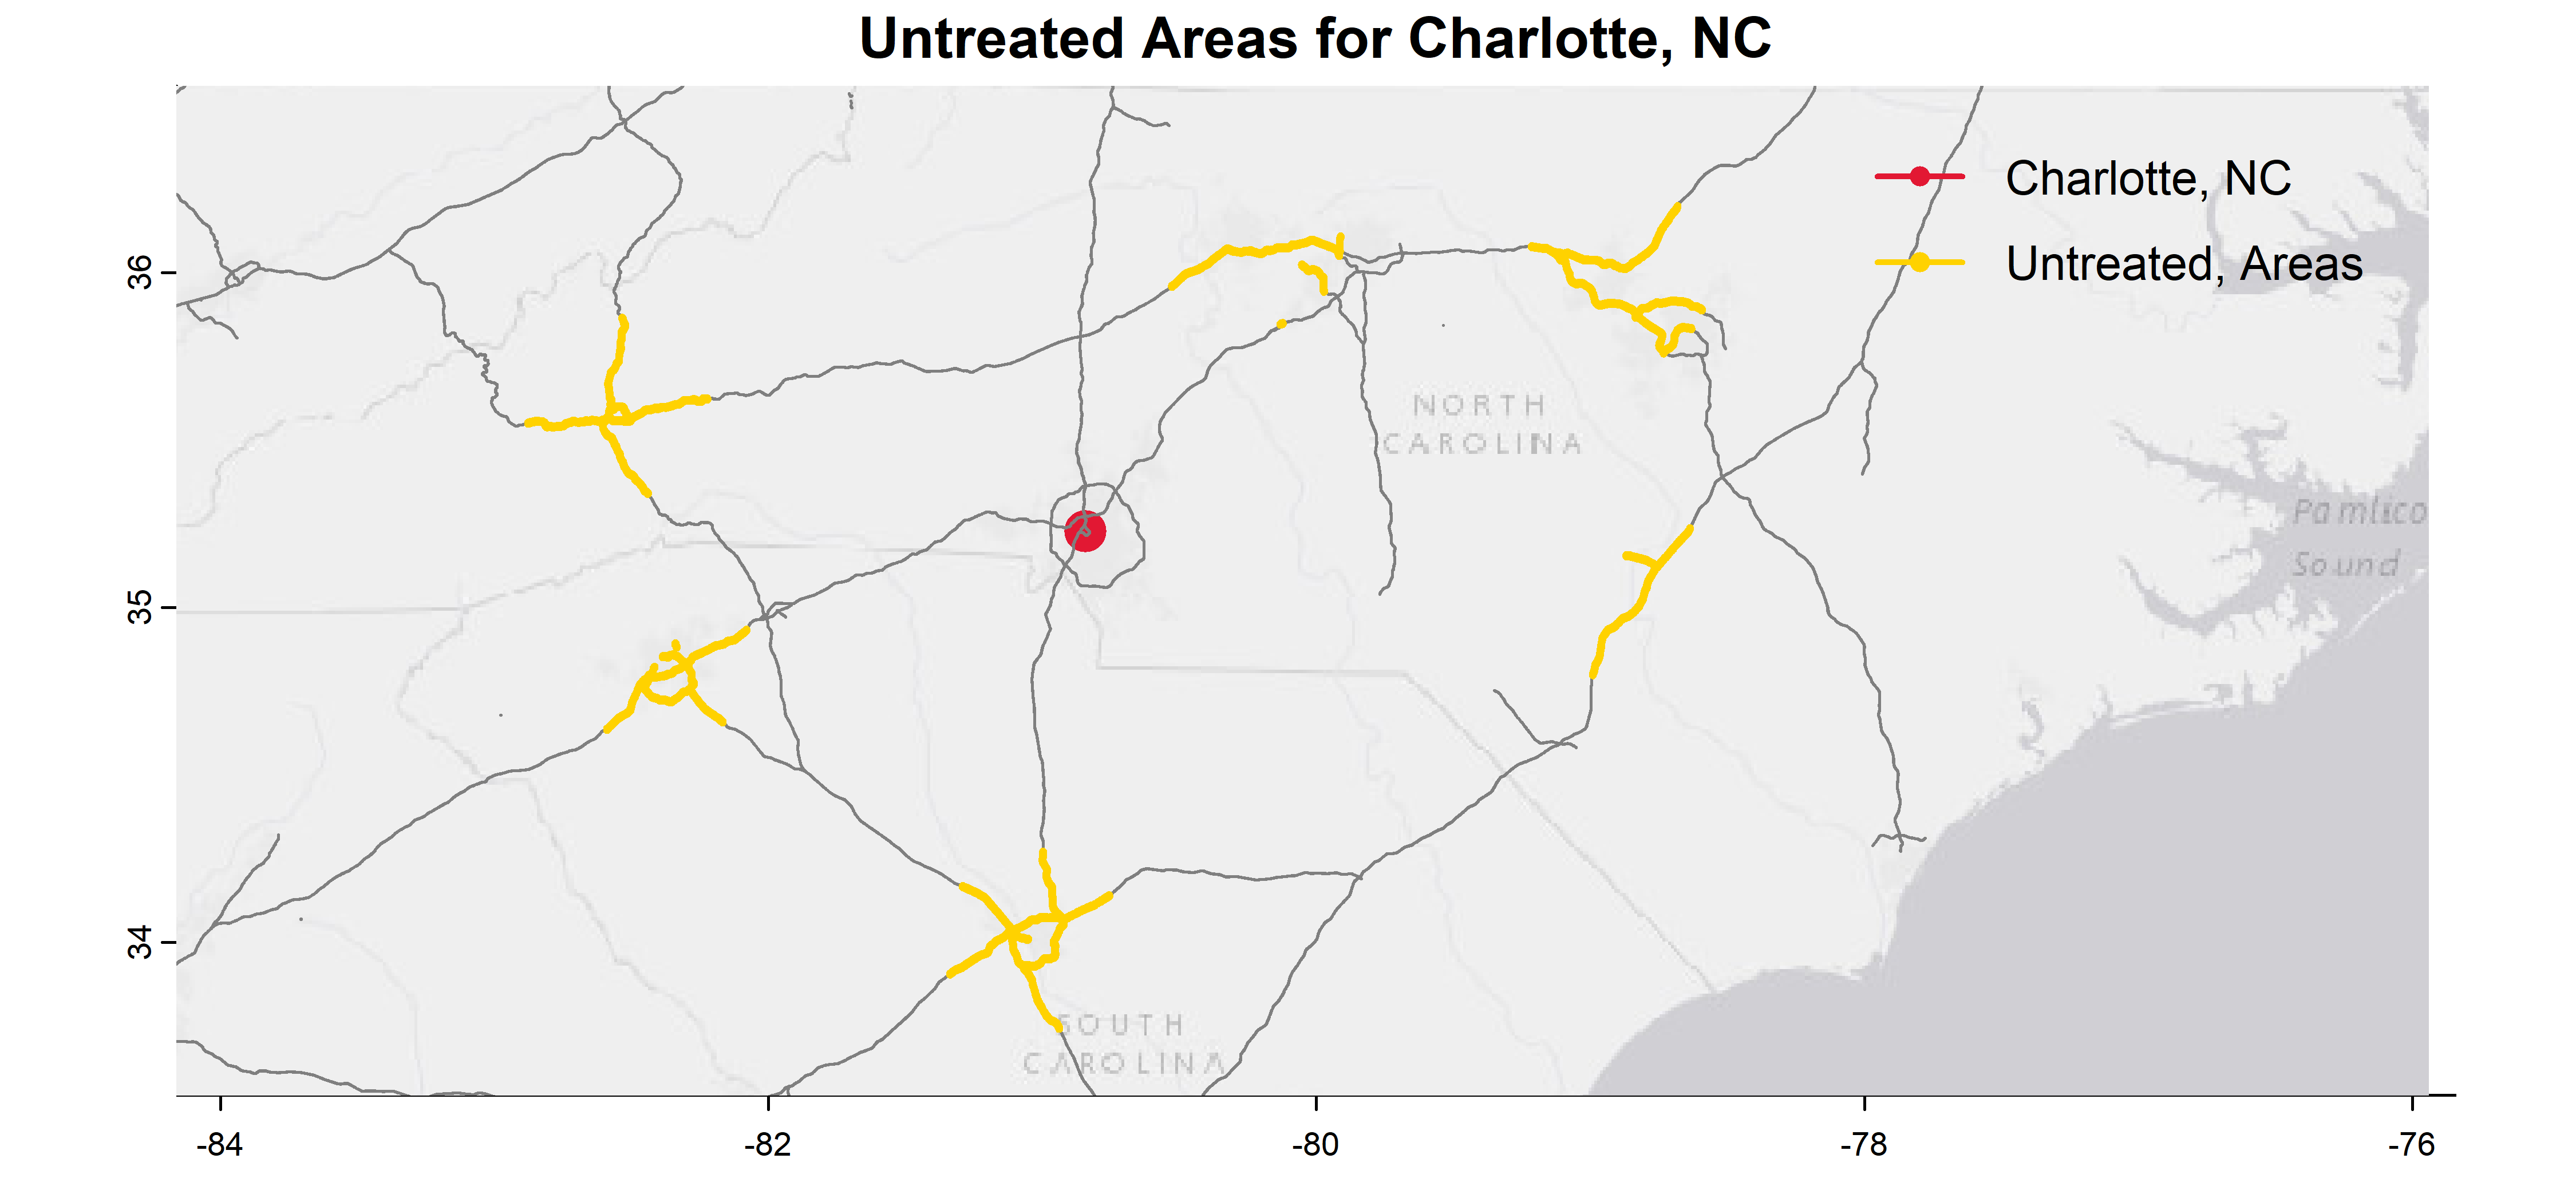 Untreated Areas for Charlotte, NC
Charlotte, NC
Untreated, Areas
36
35
34
NORTH
CAROLINA
Pamlico
Sound
SOUTH
CAROLINA
-84
-82
-80
-78
-76